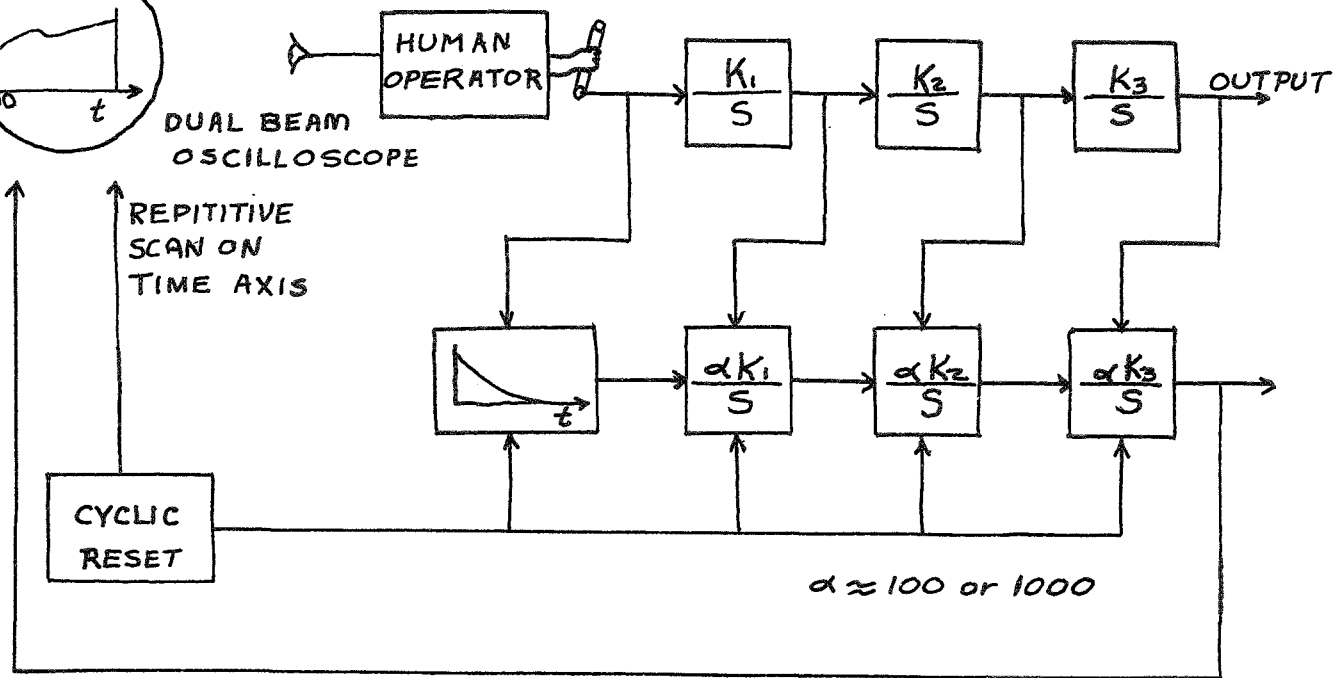 0
t
DUAL BEAM
OSCILLOSCOPE
REPITITIVE
SCAN ON
TIME AXIS
HUMAN
OPERATOR
K₁
S
K₂
S
K₃
S
OUTPUT
t
αK₁
S
αK₂
S
αK₃
S
CYCLIC
RESET
α≈100 or 1000